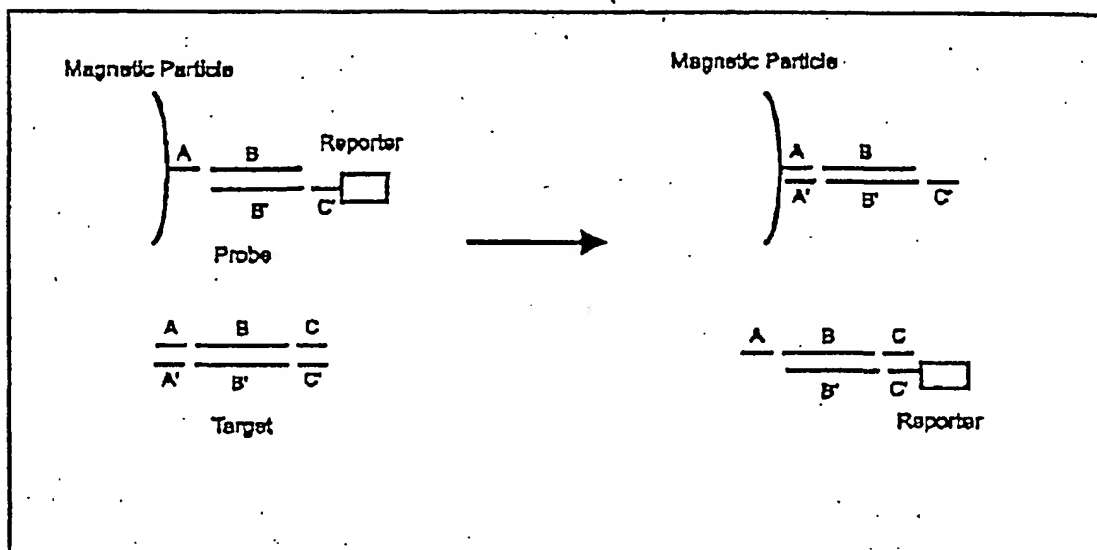 Magnetic Particle
A B Reporter
B' C'
Probe
A B C
A' B' C'
Target
Magnetic Particle
A B
A' B' C'
A B C
B' C'
Reporter